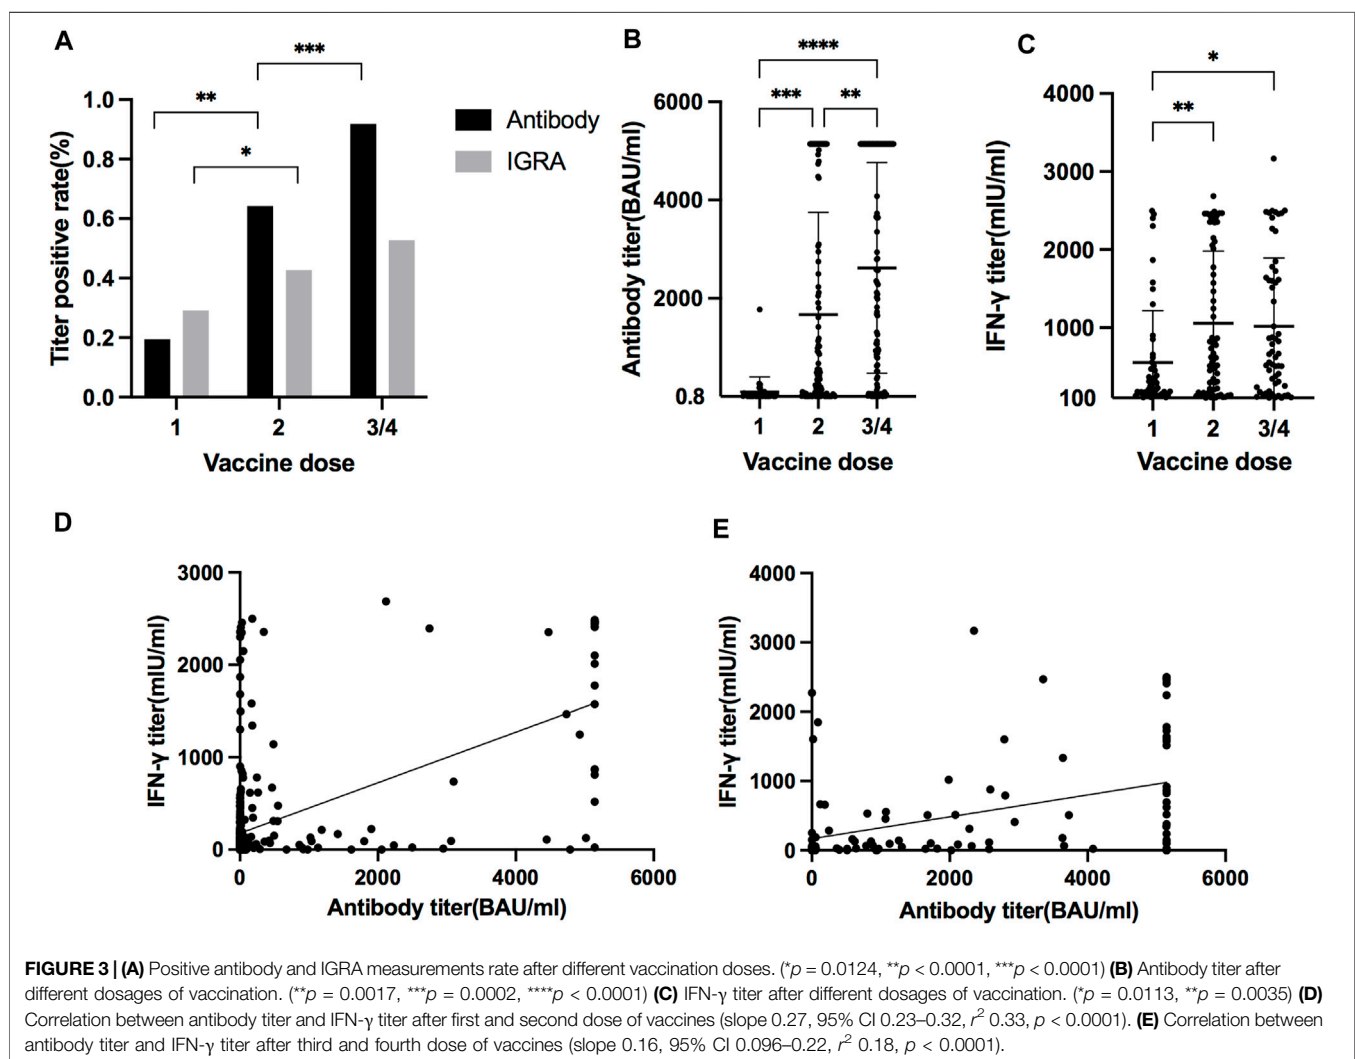 A
***
**
*
1.0
0.8
0.6
0.4
0.2
0.0
Titer positive rate(%)
1
2
3/4
Vaccine dose
Antibody
IGRA
B
****
***
**
6000
4000
2000
0.8
Antibody titer(BAU/ml)
1
2
3/4
Vaccine dose
C
*
**
4000
3000
2000
1000
100
IFN-γ titer(mIU/ml)
1
2
3/4
Vaccine dose
D
3000
2000
1000
0
IFN-γ titer(mIU/ml)
0
2000
4000
6000
Antibody titer(BAU/ml)
E
4000
3000
2000
1000
0
IFN-γ titer(mIU/ml)
0
2000
4000
6000
Antibody titer(BAU/ml)
FIGURE 3 | (A) Positive antibody and IGRA measurements rate after different vaccination doses. (*p = 0.0124, **p < 0.0001, ***p < 0.0001) (B) Antibody titer after
different dosages of vaccination. (**p = 0.0017, ***p = 0.0002, ****p < 0.0001) (C) IFN-γ titer after different dosages of vaccination. (*p = 0.0113, **p = 0.0035) (D)
Correlation between antibody titer and IFN-γ titer after first and second dose of vaccines (slope 0.27, 95% CI 0.23–0.32, r² 0.33, p < 0.0001). (E) Correlation between
antibody titer and IFN-γ titer after third and fourth dose of vaccines (slope 0.16, 95% CI 0.096–0.22, r² 0.18, p < 0.0001).